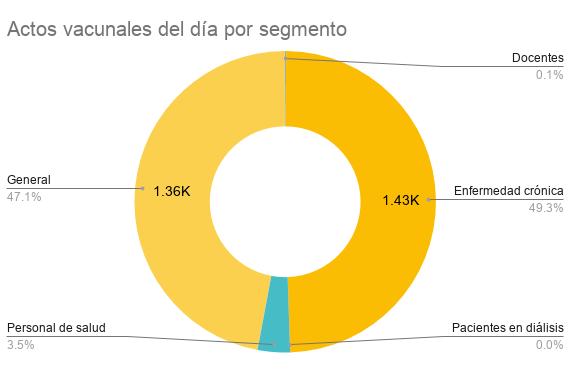 Actos vacunales del día por segmento
Docentes
0.1%
General
47.1%
1.36K
1.43K
Enfermedad crónica
49.3%
Personal de salud
3.5%
Pacientes en diálisis
0.0%